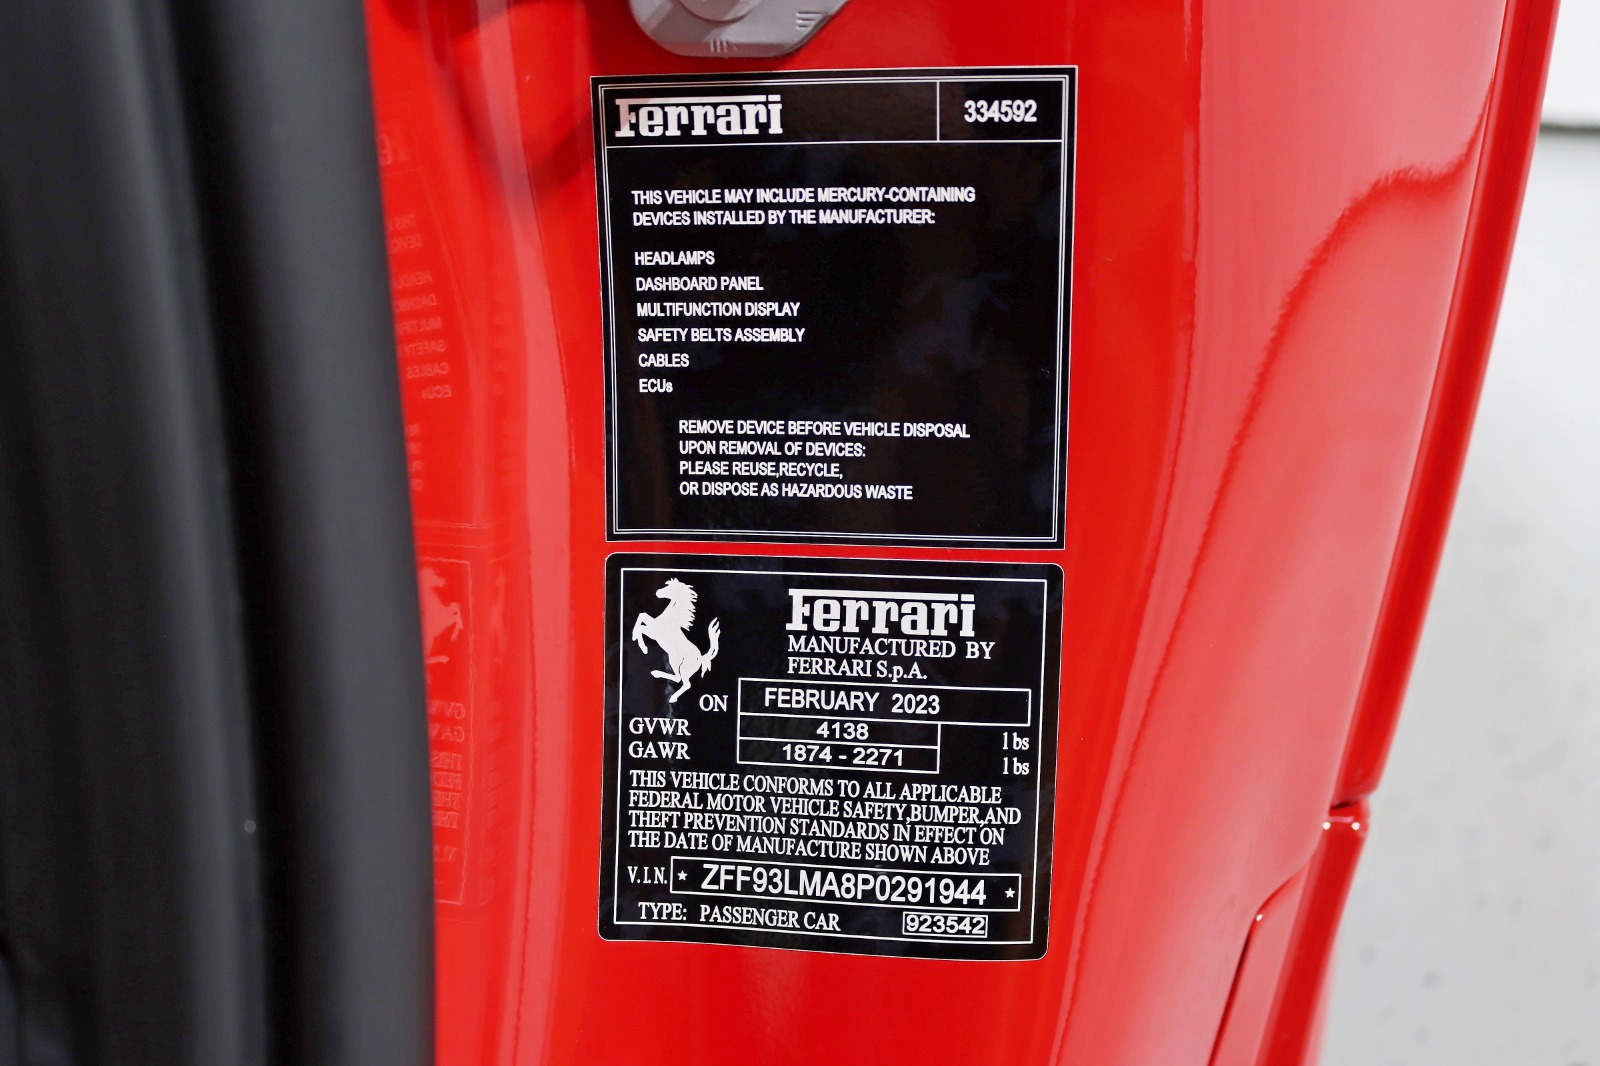 Ferrari 334592
THIS VEHICLE MAY INCLUDE MERCURY-CONTAINING
DEVICES INSTALLED BY THE MANUFACTURER:
HEADLAMPS
DASHBOARD PANEL
MULTIFUNCTION DISPLAY
SAFETY BELTS ASSEMBLY
CABLES
ECUs
REMOVE DEVICE BEFORE VEHICLE DISPOSAL
UPON REMOVAL OF DEVICES:
PLEASE REUSE,RECYCLE,
OR DISPOSE AS HAZARDOUS WASTE
Ferrari
MANUFACTURED BY
FERRARI S.p.A.
ON FEBRUARY 2023
GVWR 4138 lbs
GAWR 1874 - 2271 lbs
THIS VEHICLE CONFORMS TO ALL APPLICABLE
FEDERAL MOTOR VEHICLE SAFETY,BUMPER,AND
THEFT PREVENTION STANDARDS IN EFFECT ON
THE DATE OF MANUFACTURE SHOWN ABOVE
V.I.N. * ZFF93LMA8P0291944 *
TYPE: PASSENGER CAR 923542